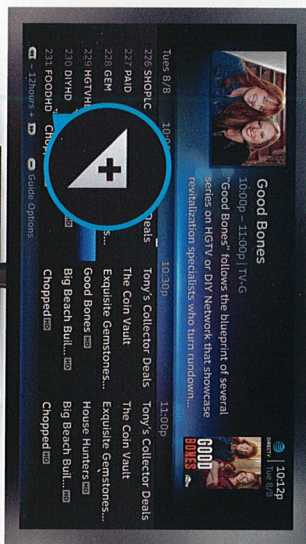 Good Bones
10:00p - 11:00p | TV-G
"Good Bones" follows the blueprint of several
series on HGTV or DIY Network that showcase
revitalization specialists who turn rundown...
10:12p
DIRECTV | Tue 8/8
GOOD
BONES
Tues 8/8 10:30p 11:00p
226 SHOPLC Deals Tony's Collector Deals Tony's Collector Deals
227 PAID The Coin Vault The Coin Vault
228 GEM Exquisite Gemstones... Exquisite Gemstones...
229 HGTVHD Good Bones HD House Hunters HD
230 DIYHD Big Beach Buil... HD Big Beach Buil... HD
231 FOODHD Chopped HD Chopped HD
- 12hours + Guide Options
+